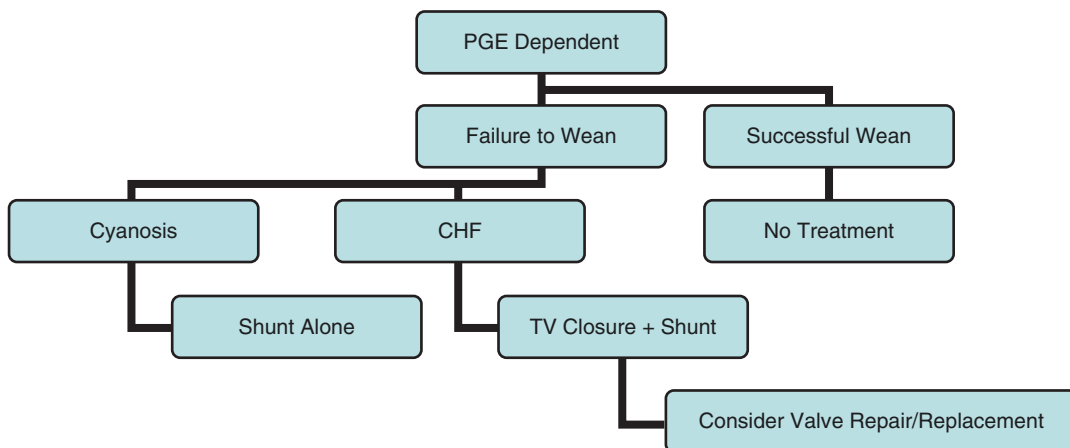 PGE Dependent
Failure to Wean
Successful Wean
Cyanosis
CHF
No Treatment
Shunt Alone
TV Closure + Shunt
Consider Valve Repair/Replacement